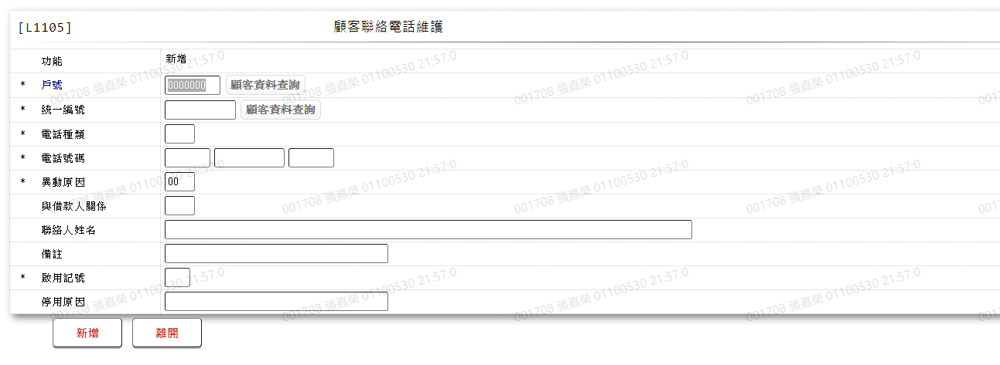 [L1105] 顧客聯絡電話維護
功能 新增
* 戶號 0000000 顧客資料查詢
* 統一編號 顧客資料查詢
* 電話種類
* 電話號碼
* 異動原因 00
與借款人關係
聯絡人姓名
備註
* 啟用記號
停用原因
新增 離開
001708 張嘉榮 01100530 21:57:0